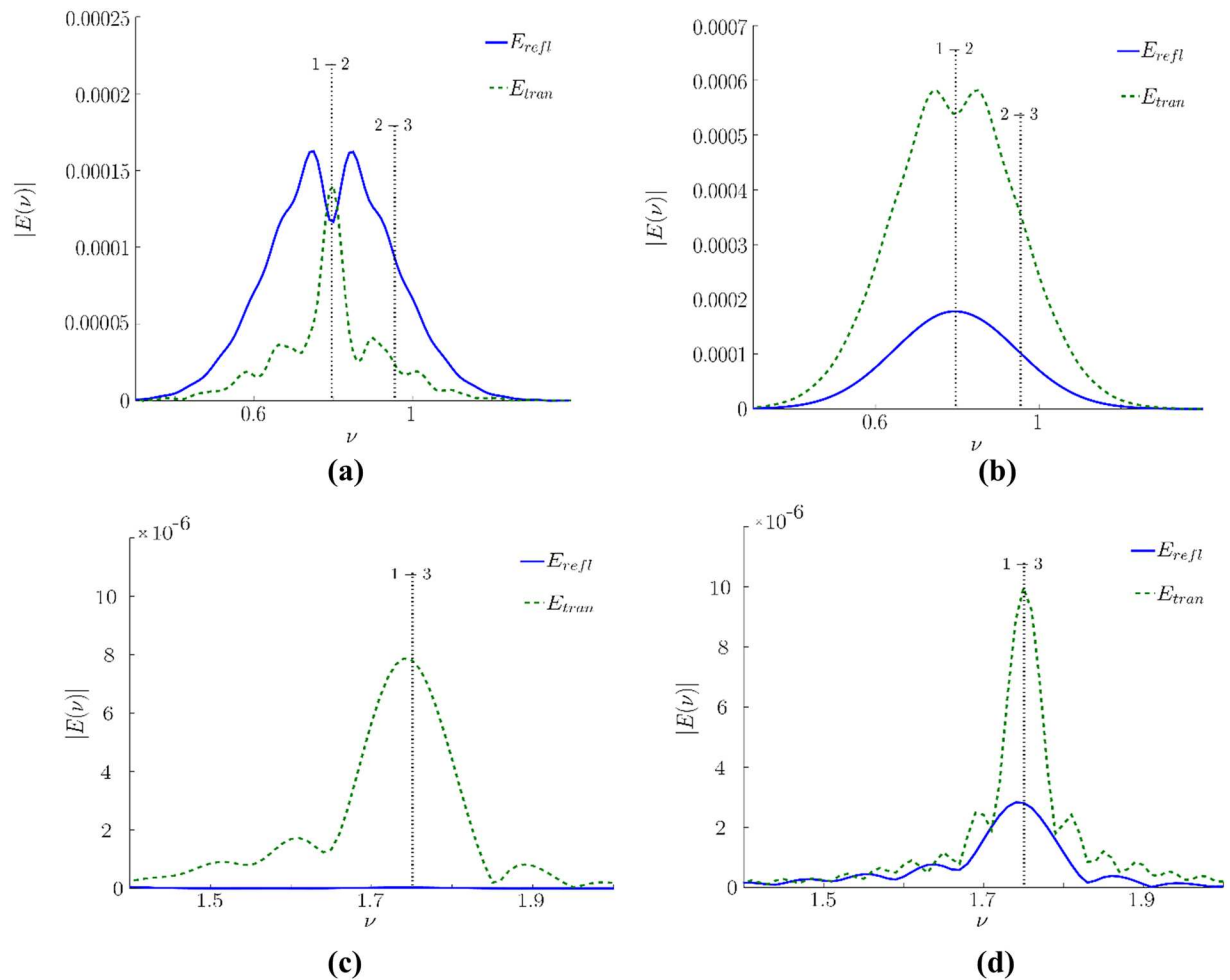 0.00025
0.0002
0.00015
0.0001
0.00005
0
|E(ν)|
1 − 2
2 − 3
E_refl
E_tran
0.6
1
ν
(a)
0.0007
0.0006
0.0005
0.0004
0.0003
0.0002
0.0001
0
|E(ν)|
1 − 2
2 − 3
E_refl
E_tran
0.6
1
ν
(b)
×10-6
10
8
6
4
2
0
|E(ν)|
1 − 3
E_refl
E_tran
1.5
1.7
1.9
ν
(c)
×10-6
10
8
6
4
2
0
|E(ν)|
1 − 3
E_refl
E_tran
1.5
1.7
1.9
ν
(d)